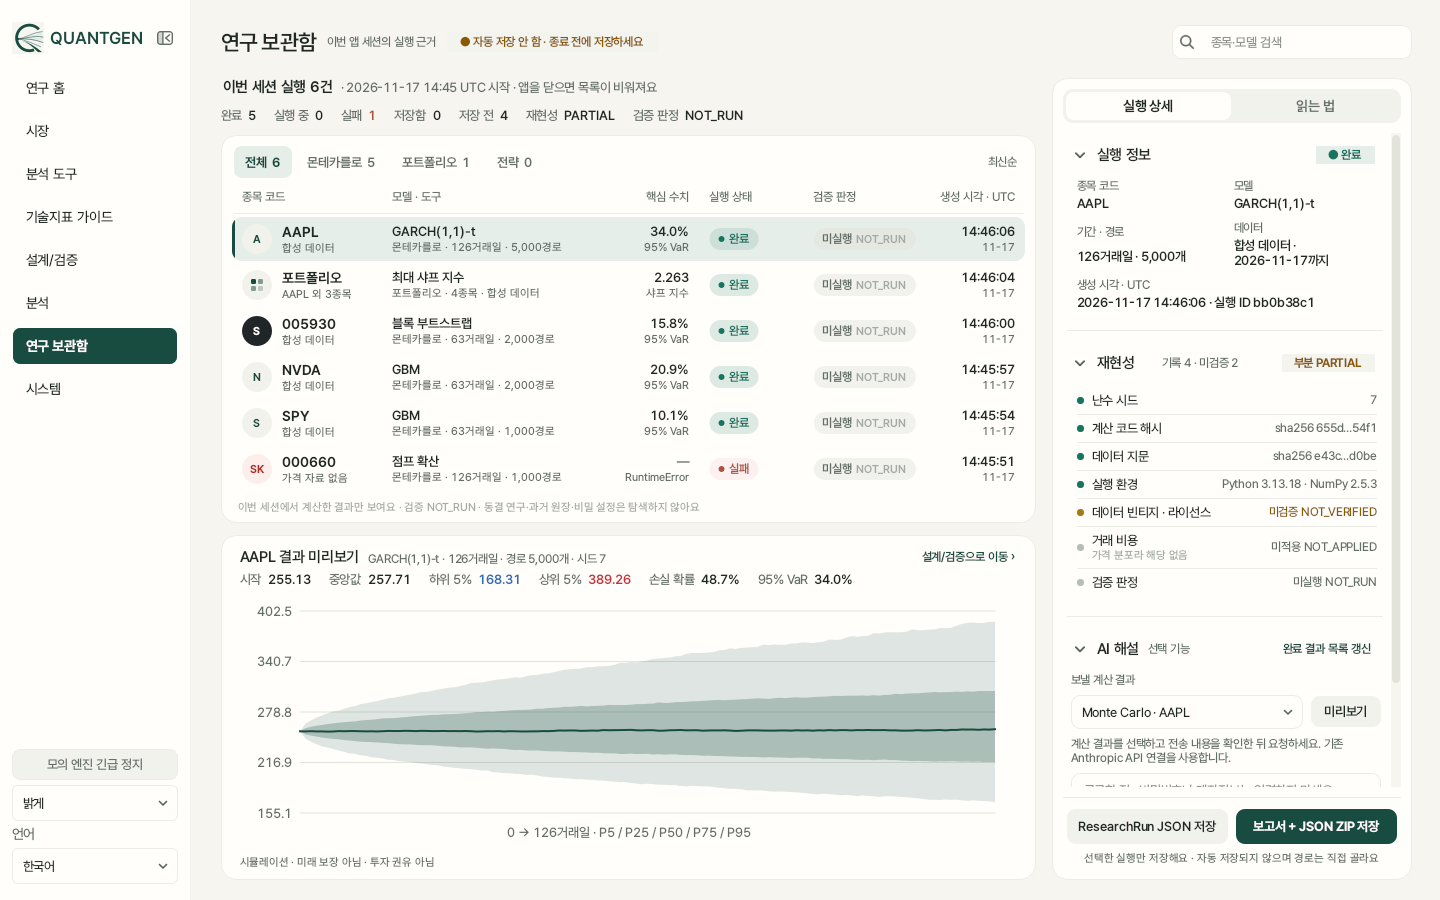 QUANTGEN
연구 홈
시장
분석 도구
기술지표 가이드
설계/검증
분석
연구 보관함
시스템
모의 엔진 긴급 정지
밝게
언어
한국어
연구 보관함 이번 앱 세션의 실행 근거 ● 자동 저장 안 함 · 종료 전에 저장하세요
종목·모델 검색
이번 세션 실행 6건 · 2026-11-17 14:45 UTC 시작 · 앱을 닫으면 목록이 비워져요
완료 5 실행 중 0 실패 1 저장함 0 저장 전 4 재현성 PARTIAL 검증 판정 NOT_RUN
전체 6 몬테카를로 5 포트폴리오 1 전략 0 최신순
종목 코드 모델 · 도구 핵심 수치 실행 상태 검증 판정 생성 시각 · UTC
A AAPL GARCH(1,1)-t 34.0% 완료 미실행 NOT_RUN 14:46:06
합성 데이터 몬테카를로 · 126거래일 · 5,000경로 95% VaR 11-17
포트폴리오 최대 샤프 지수 2.263 완료 미실행 NOT_RUN 14:46:04
AAPL 외 3종목 포트폴리오 · 4종목 · 합성 데이터 샤프 지수 11-17
S 005930 블록 부트스트랩 15.8% 완료 미실행 NOT_RUN 14:46:00
합성 데이터 몬테카를로 · 63거래일 · 2,000경로 95% VaR 11-17
N NVDA GBM 20.9% 완료 미실행 NOT_RUN 14:45:57
합성 데이터 몬테카를로 · 63거래일 · 2,000경로 95% VaR 11-17
S SPY GBM 10.1% 완료 미실행 NOT_RUN 14:45:54
합성 데이터 몬테카를로 · 63거래일 · 1,000경로 95% VaR 11-17
SK 000660 점프 확산 — 실패 미실행 NOT_RUN 14:45:51
가격 자료 없음 몬테카를로 · 126거래일 · 1,000경로 RuntimeError 11-17
이번 세션에서 계산한 결과만 보여요 · 검증 NOT_RUN · 동결 연구·과거 원장·비밀 설정은 탐색하지 않아요
AAPL 결과 미리보기 GARCH(1,1)-t · 126거래일 · 경로 5,000개 · 시드 7 설계/검증으로 이동 ›
시작 255.13 중앙값 257.71 하위 5% 168.31 상위 5% 389.26 손실 확률 48.7% 95% VaR 34.0%
402.5
340.7
278.8
216.9
155.1
0 → 126거래일 · P5 / P25 / P50 / P75 / P95
시뮬레이션 · 미래 보장 아님 · 투자 권유 아님
실행 상세 읽는 법
실행 정보 ● 완료
종목 코드 모델
AAPL GARCH(1,1)-t
기간 · 경로 데이터
126거래일 · 5,000개 합성 데이터 ·
2026-11-17까지
생성 시각 · UTC
2026-11-17 14:46:06 · 실행 ID bb0b38c1
재현성 기록 4 · 미검증 2 부분 PARTIAL
난수 시드 7
계산 코드 해시 sha256 655d…54f1
데이터 지문 sha256 e43c…d0be
실행 환경 Python 3.13.18 · NumPy 2.5.3
데이터 빈티지 · 라이선스 미검증 NOT_VERIFIED
거래 비용 미적용 NOT_APPLIED
가격 분포라 해당 없음
검증 판정 미실행 NOT_RUN
AI 해설 선택 기능 완료 결과 목록 갱신
보낼 계산 결과
Monte Carlo · AAPL 미리보기
계산 결과를 선택하고 전송 내용을 확인한 뒤 요청하세요. 기존
Anthropic API 연결을 사용합니다.
ResearchRun JSON 저장 보고서 + JSON ZIP 저장
선택한 실행만 저장해요 · 자동 저장되지 않으며 경로는 직접 골라요